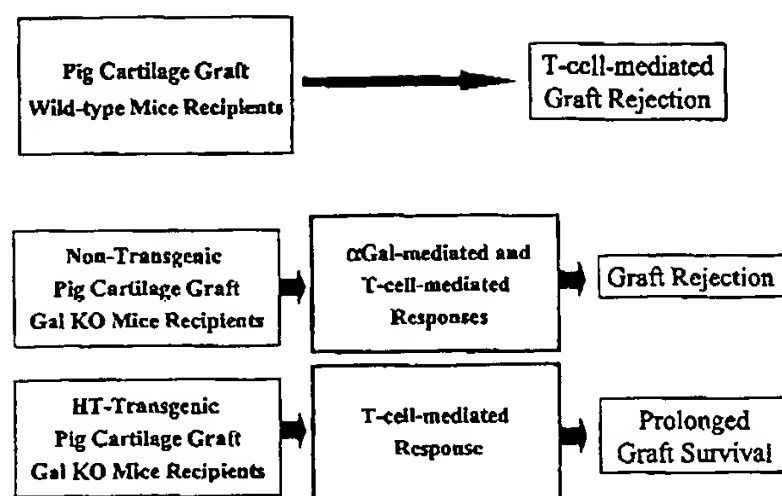 Pig Cartilage Graft
Wild-type Mice Recipients
T-cell-mediated
Graft Rejection
Non-Transgenic
Pig Cartilage Graft
Gal KO Mice Recipients
αGal-mediated and
T-cell-mediated
Responses
Graft Rejection
HT-Transgenic
Pig Cartilage Graft
Gal KO Mice Recipients
T-cell-mediated
Response
Prolonged
Graft Survival